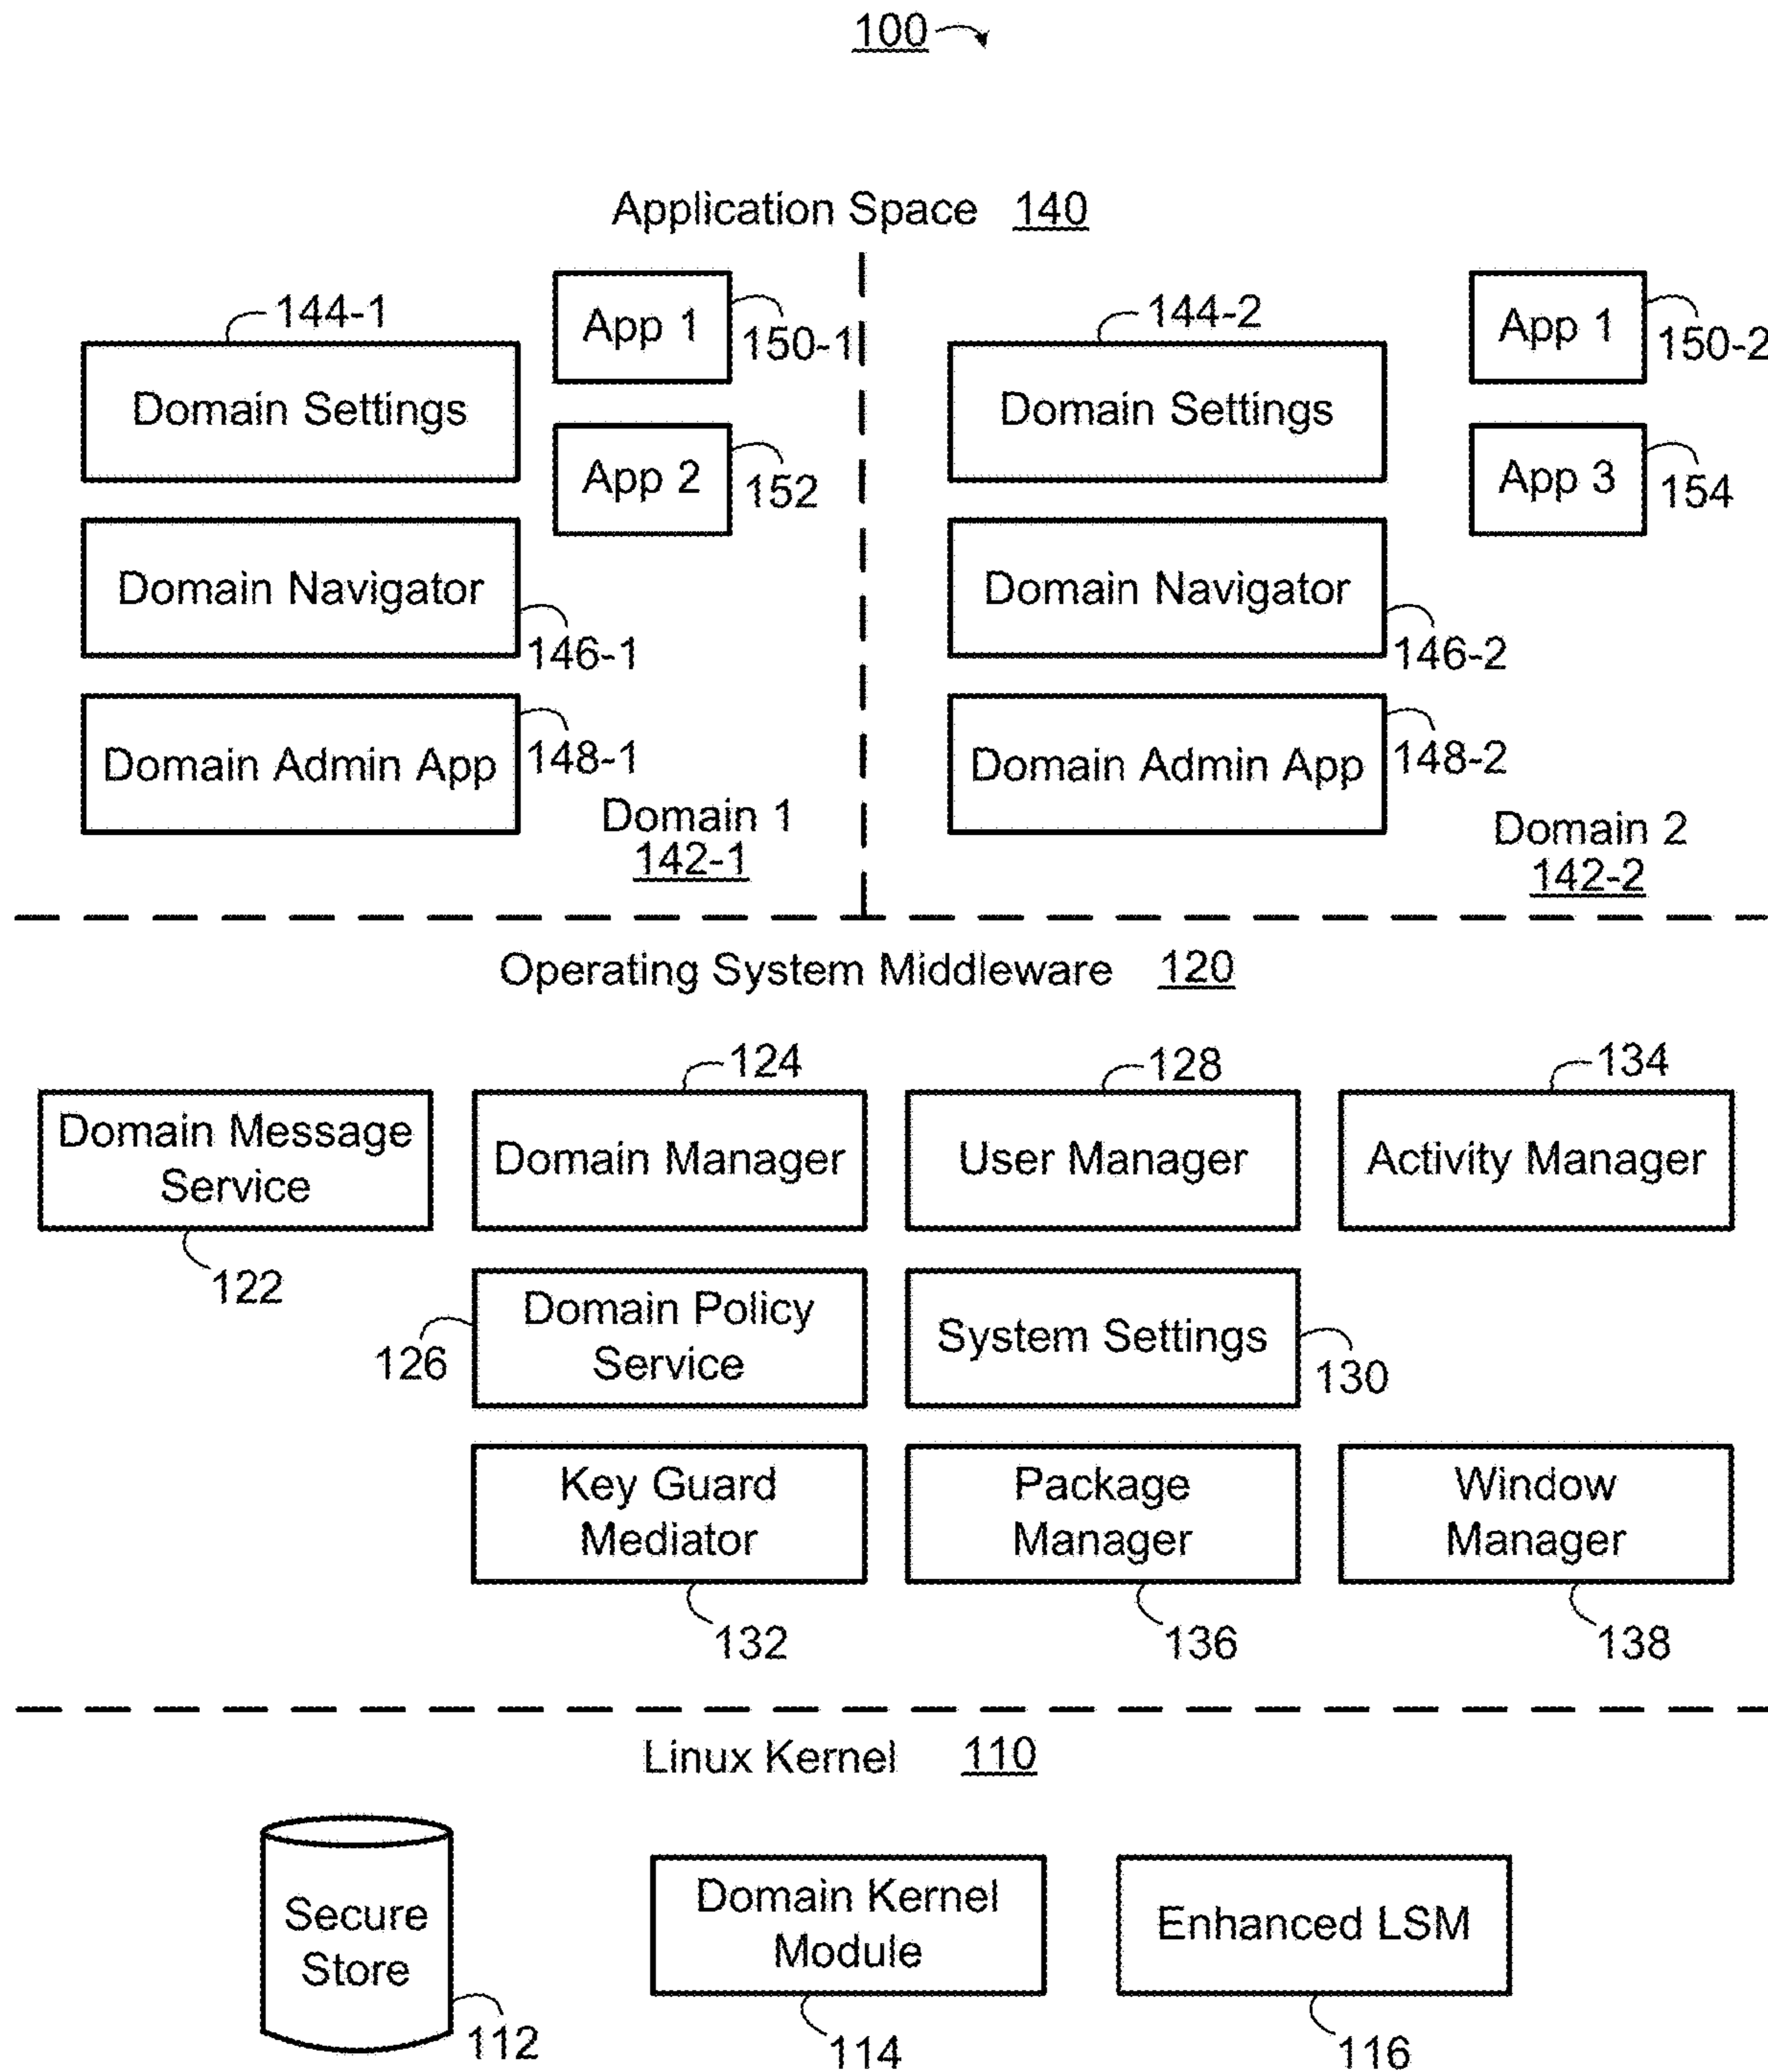 100
Application Space 140
144-1
App 1
150-1
Domain Settings
App 2
152
Domain Navigator
146-1
Domain Admin App
148-1
Domain 1
142-1
144-2
App 1
150-2
Domain Settings
App 3
154
Domain Navigator
146-2
Domain Admin App
148-2
Domain 2
142-2
Operating System Middleware 120
124
128
134
Domain Message
Service
Domain Manager
User Manager
Activity Manager
122
Domain Policy
Service
126
System Settings
130
Key Guard
Mediator
Package
Manager
Window
Manager
132
136
138
Linux Kernel 110
Secure
Store
Domain Kernel
Module
Enhanced LSM
112
114
116